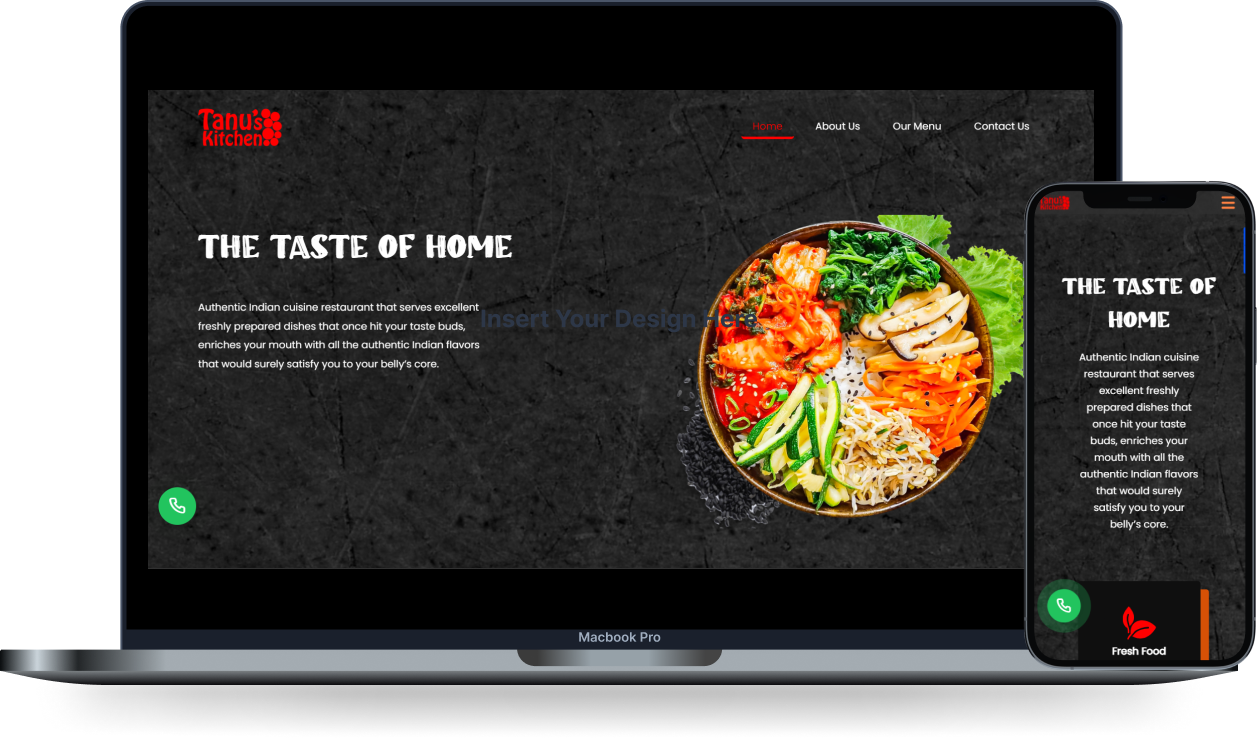 Tanu's
Kitchen
Home
About Us
Our Menu
Contact Us
THE TASTE OF HOME
Authentic Indian cuisine restaurant that serves excellent
freshly prepared dishes that once hit your taste buds,
enriches your mouth with all the authentic Indian flavors
that would surely satisfy you to your belly's core.
Insert Your Design Here
Macbook Pro
Tanu's
Kitchen
THE TASTE OF
HOME
Authentic Indian cuisine
restaurant that serves
excellent freshly
prepared dishes that
once hit your taste
buds, enriches your
mouth with all the
authentic Indian flavors
that would surely
satisfy you to your
belly's core.
Fresh Food